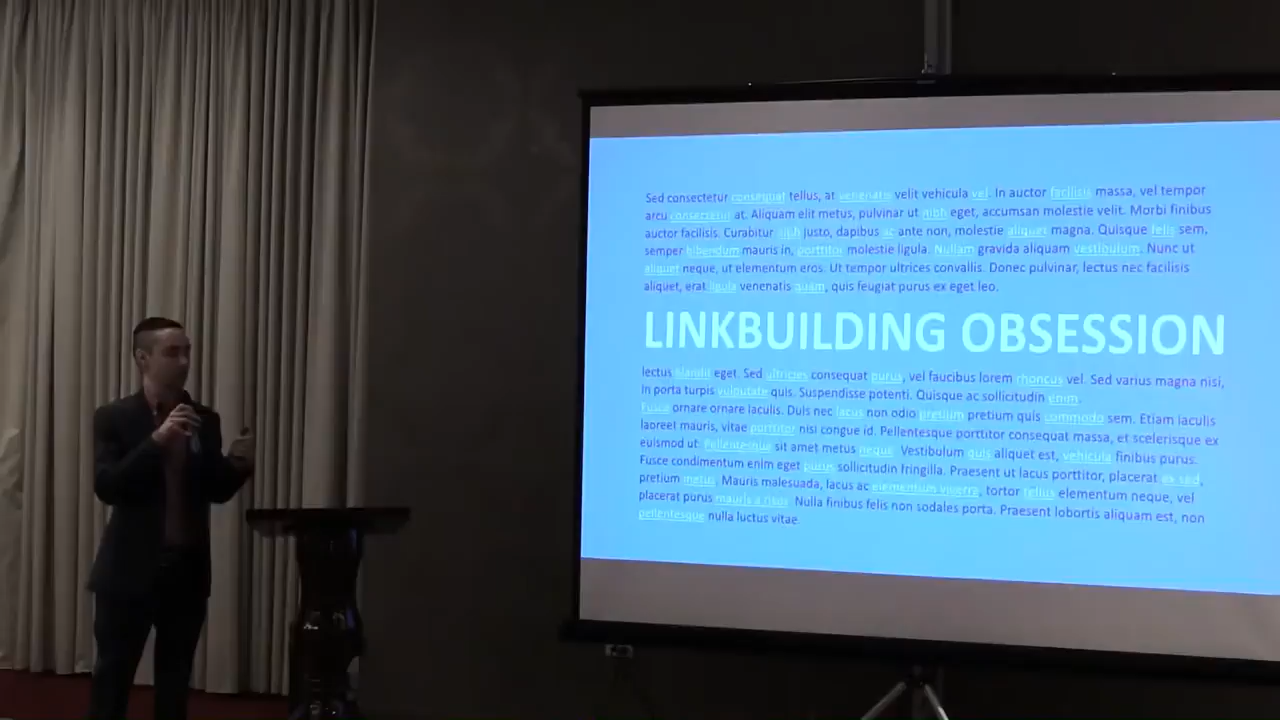 Sed consectetur consequat tellus, at venenatis velit vehicula vel. In auctor facilisis massa, vel tempor
arcu consectetur at. Aliquam elit metus, pulvinar ut nibh eget, accumsan molestie velit. Morbi finibus
auctor facilisis. Curabitur nibh justo, dapibus ac ante non, molestie aliquet magna. Quisque felis sem,
semper bibendum mauris in, porttitor molestie ligula. Nullam gravida aliquam vestibulum. Nunc ut
aliquet neque, ut elementum eros. Ut tempor ultrices convallis. Donec pulvinar, lectus nec facilisis
aliquet, erat ligula venenatis quam, quis feugiat purus ex eget leo.
LINKBUILDING OBSESSION
lectus blandit eget. Sed ultricies consequat purus, vel faucibus lorem rhoncus vel. Sed varius magna nisi,
in porta turpis vulputate quis. Suspendisse potenti. Quisque ac sollicitudin enim.
Fusce ornare ornare iaculis. Duis nec lacus non odio pretium pretium quis commodo sem. Etiam iaculis
laoreet mauris, vitae porttitor nisi congue id. Pellentesque porttitor consequat massa, et scelerisque ex
euismod ut. Pellentesque sit amet metus neque. Vestibulum quis aliquet est, vehicula finibus purus.
Fusce condimentum enim eget purus sollicitudin fringilla. Praesent ut lacus porttitor, placerat ex sed,
pretium metus. Mauris malesuada, lacus ac elementum viverra, tortor tellus elementum neque, vel
placerat purus mauris a risus. Nulla finibus felis non sodales porta. Praesent lobortis aliquam est, non
pellentesque nulla luctus vitae.